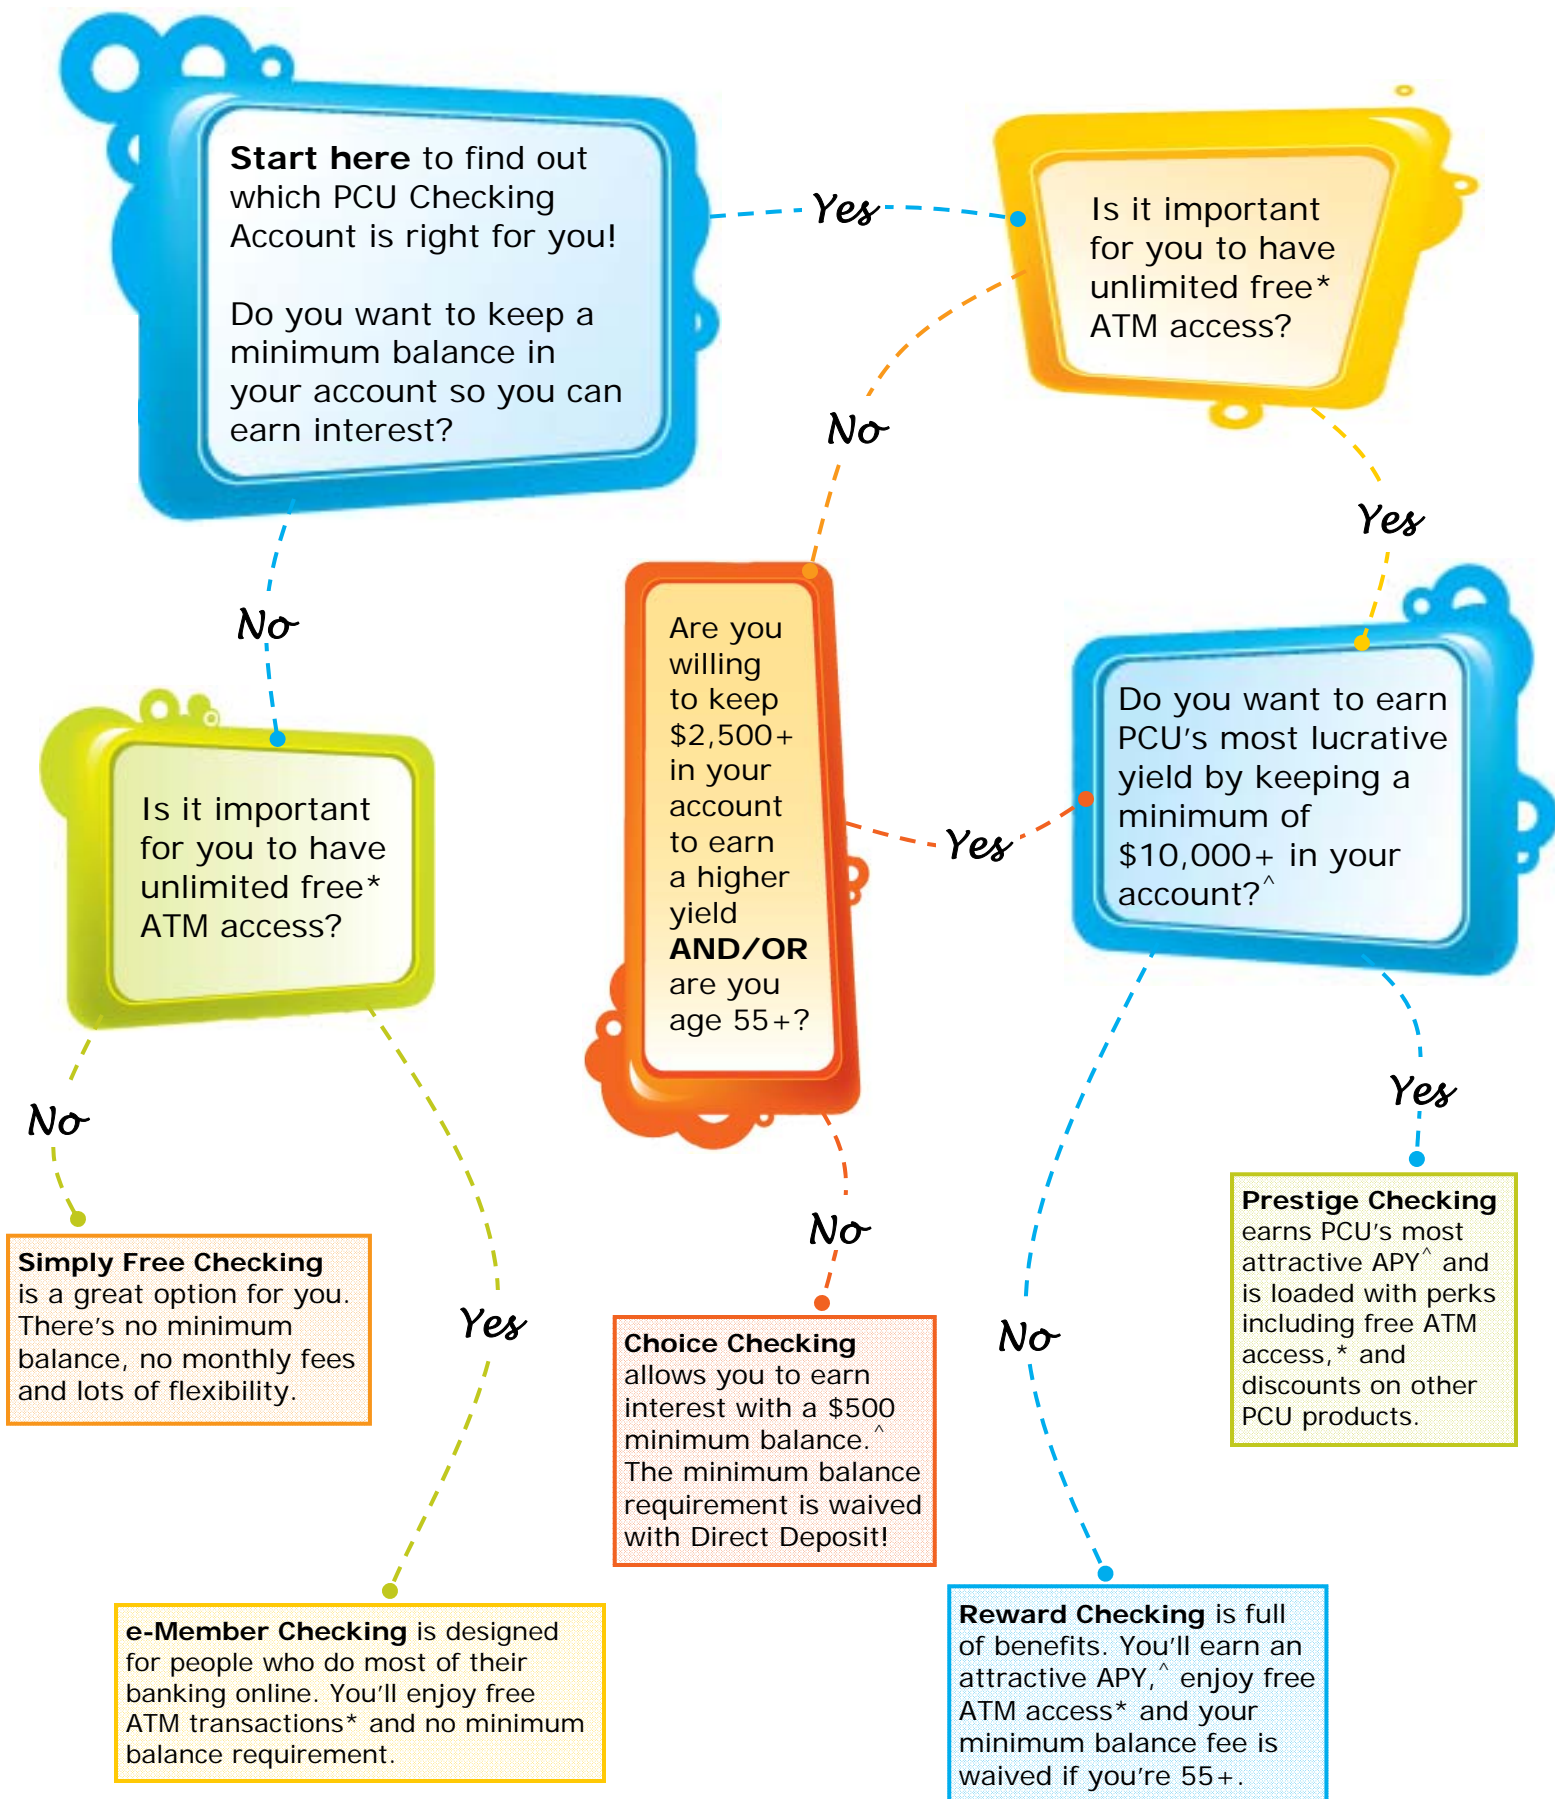 Start here to find out
which PCU Checking
Account is right for you!
Do you want to keep a
minimum balance in
your account so you can
earn interest?
Yes
Is it important
for you to have
unlimited free*
ATM access?
No
Yes
No
Are you
willing
to keep
$2,500+
in your
account
to earn
a higher
yield
AND/OR
are you
age 55+?
Yes
Do you want to earn
PCU's most lucrative
yield by keeping a
minimum of
$10,000+ in your
account?^
Is it important
for you to have
unlimited free*
ATM access?
No
Yes
No
No
Yes
Prestige Checking
earns PCU's most
attractive APY^ and
is loaded with perks
including free ATM
access,* and
discounts on other
PCU products.
Simply Free Checking
is a great option for you.
There's no minimum
balance, no monthly fees
and lots of flexibility.
Choice Checking
allows you to earn
interest with a $500
minimum balance.^
The minimum balance
requirement is waived
with Direct Deposit!
e-Member Checking is designed
for people who do most of their
banking online. You'll enjoy free
ATM transactions* and no minimum
balance requirement.
Reward Checking is full
of benefits. You'll earn an
attractive APY,^ enjoy free
ATM access* and your
minimum balance fee is
waived if you're 55+.